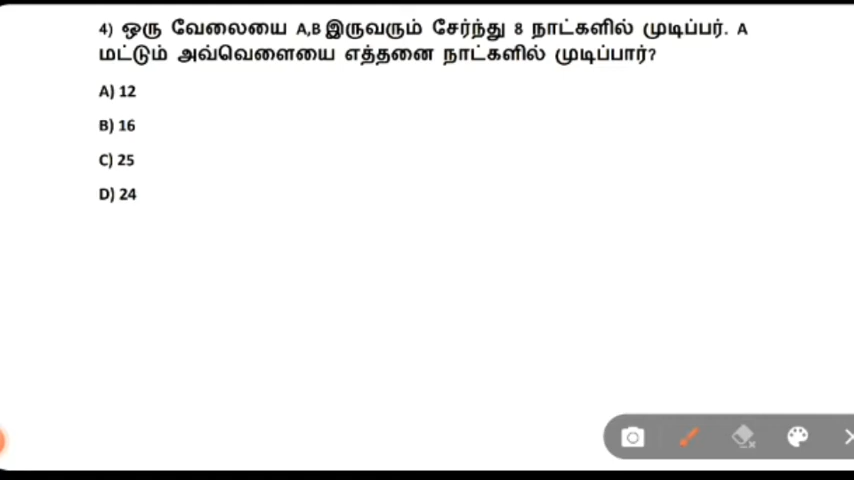 4) ஒரு வேலையை A,B இருவரும் சேர்ந்து 8 நாட்களில் முடிப்பர். A
மட்டும் அவ்வெளையை எத்தனை நாட்களில் முடிப்பார்?
A) 12
B) 16
C) 25
D) 24